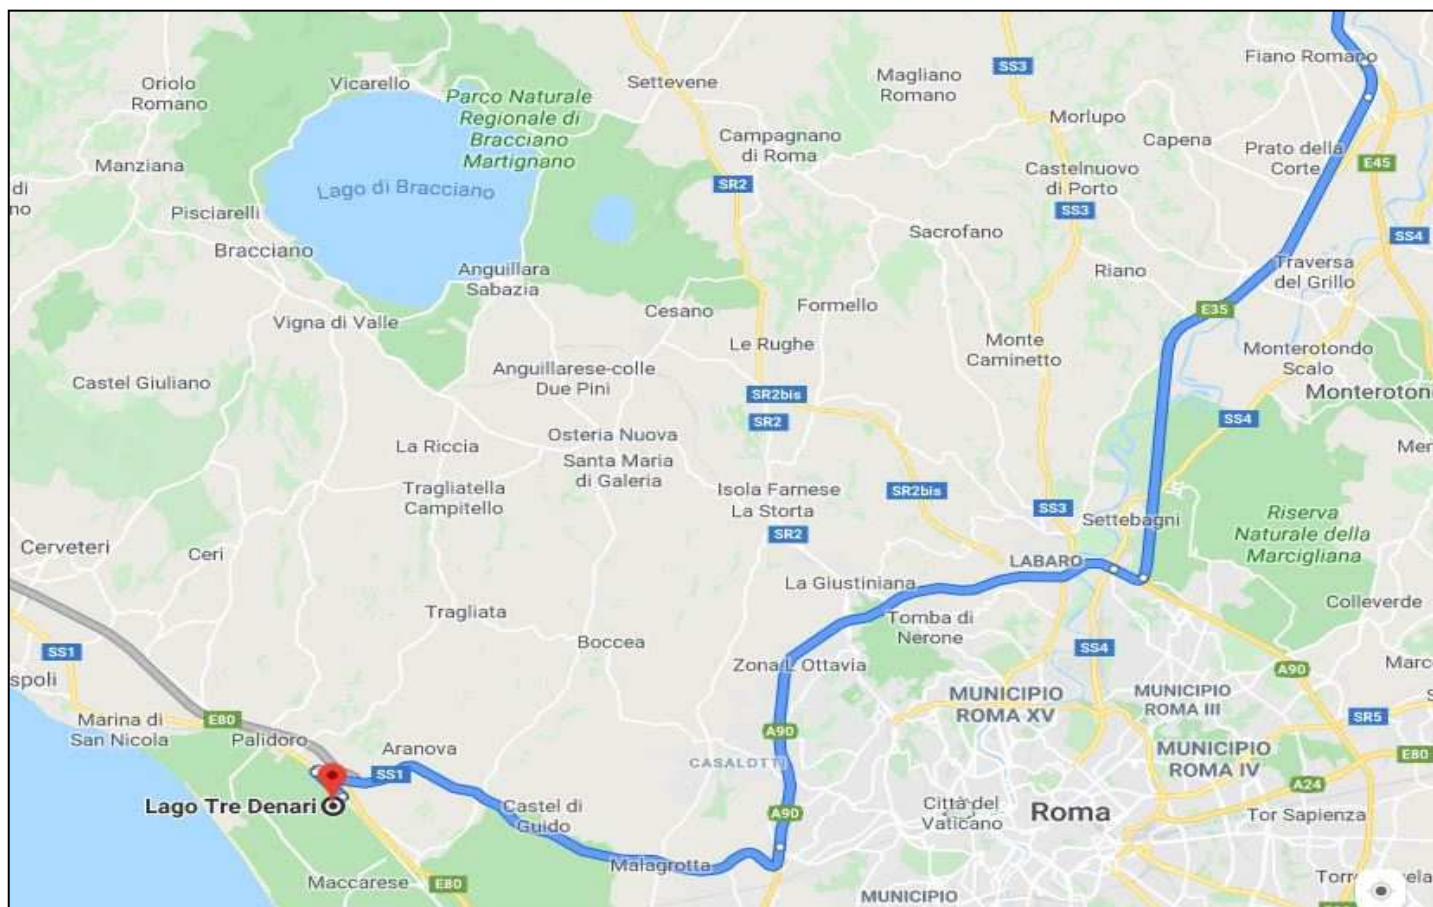 Fiano Romano
SS3
Settevene
Magliano
Romano
Oriolo
Romano
Vicarello
Parco Naturale
Regionale di
Bracciano
Martignano
Morlupo
Campagnano
di Roma
Capena
Prato della
Corte
E45
Manziana
Castelnuovo
di Porto
di
no
Lago di Bracciano
SR2
Pisciarelli
SS3
Sacrofano
SS4
Bracciano
Anguillara
Sabazia
Riano
Traversa
del Grillo
Cesano
Formello
E35
Vigna di Valle
Le Rughe
Monte
Caminetto
Monterotondo
Scalo
Castel Giuliano
Anguillarese-colle
Due Pini
SR2bis
Monteroton
SR2
SS4
La Riccia
Osteria Nuova
Mer
Santa Maria
di Galeria
Tragliatella
Campitello
Isola Farnese
La Storta
SR2bis
SS3
Settebagni
Riserva
Naturale della
Marcigliana
SR2
Cerveteri
Ceri
LABARO
La Giustiniana
Colleverde
Tragliata
Tomba di
Nerone
Boccea
SS4
SS1
Zona L Ottavia
A90
Marc
spoli
MUNICIPIO
ROMA XV
MUNICIPIO
ROMA III
S
SR5
Marina di
San Nicola
E80
Palidoro
A90
Aranova
MUNICIPIO
ROMA IV
E80
CASALOTTI
SS1
A24
Lago Tre Denari
Castel di
Guido
A90
Città del
Vaticano
Roma
Tor Sapienza
Malagrotta
Maccarese
E80
MUNICIPIO